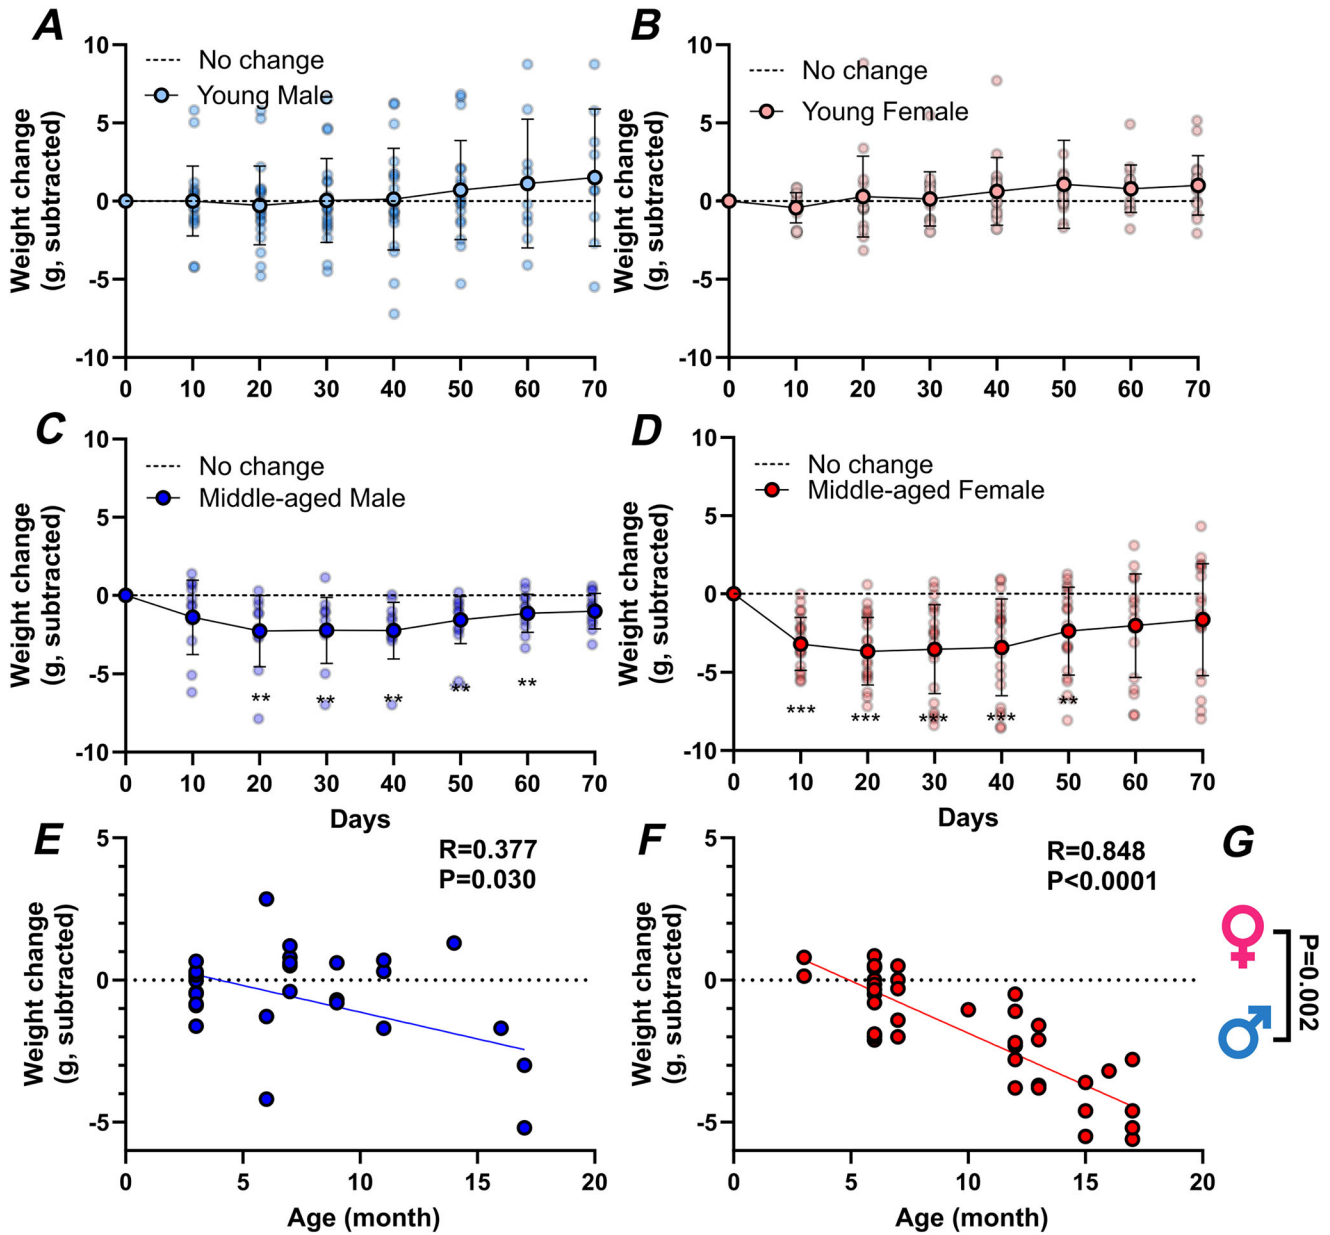 A
10
5
0
-5
-10
Weight change
(g, subtracted)
No change
Young Male
0 10 20 30 40 50 60 70
B
10
5
0
-5
-10
Weight change
(g, subtracted)
No change
Young Female
0 10 20 30 40 50 60 70
C
10
5
0
-5
-10
Weight change
(g, subtracted)
No change
Middle-aged Male
** ** ** ** **
0 10 20 30 40 50 60 70
Days
D
10
5
0
-5
-10
Weight change
(g, subtracted)
No change
Middle-aged Female
*** *** *** *** **
0 10 20 30 40 50 60 70
Days
E
5
0
-5
Weight change
(g, subtracted)
R=0.377
P=0.030
0 5 10 15 20
Age (month)
F
5
0
-5
Weight change
(g, subtracted)
R=0.848
P<0.0001
0 5 10 15 20
Age (month)
G
♀
♂
P=0.002